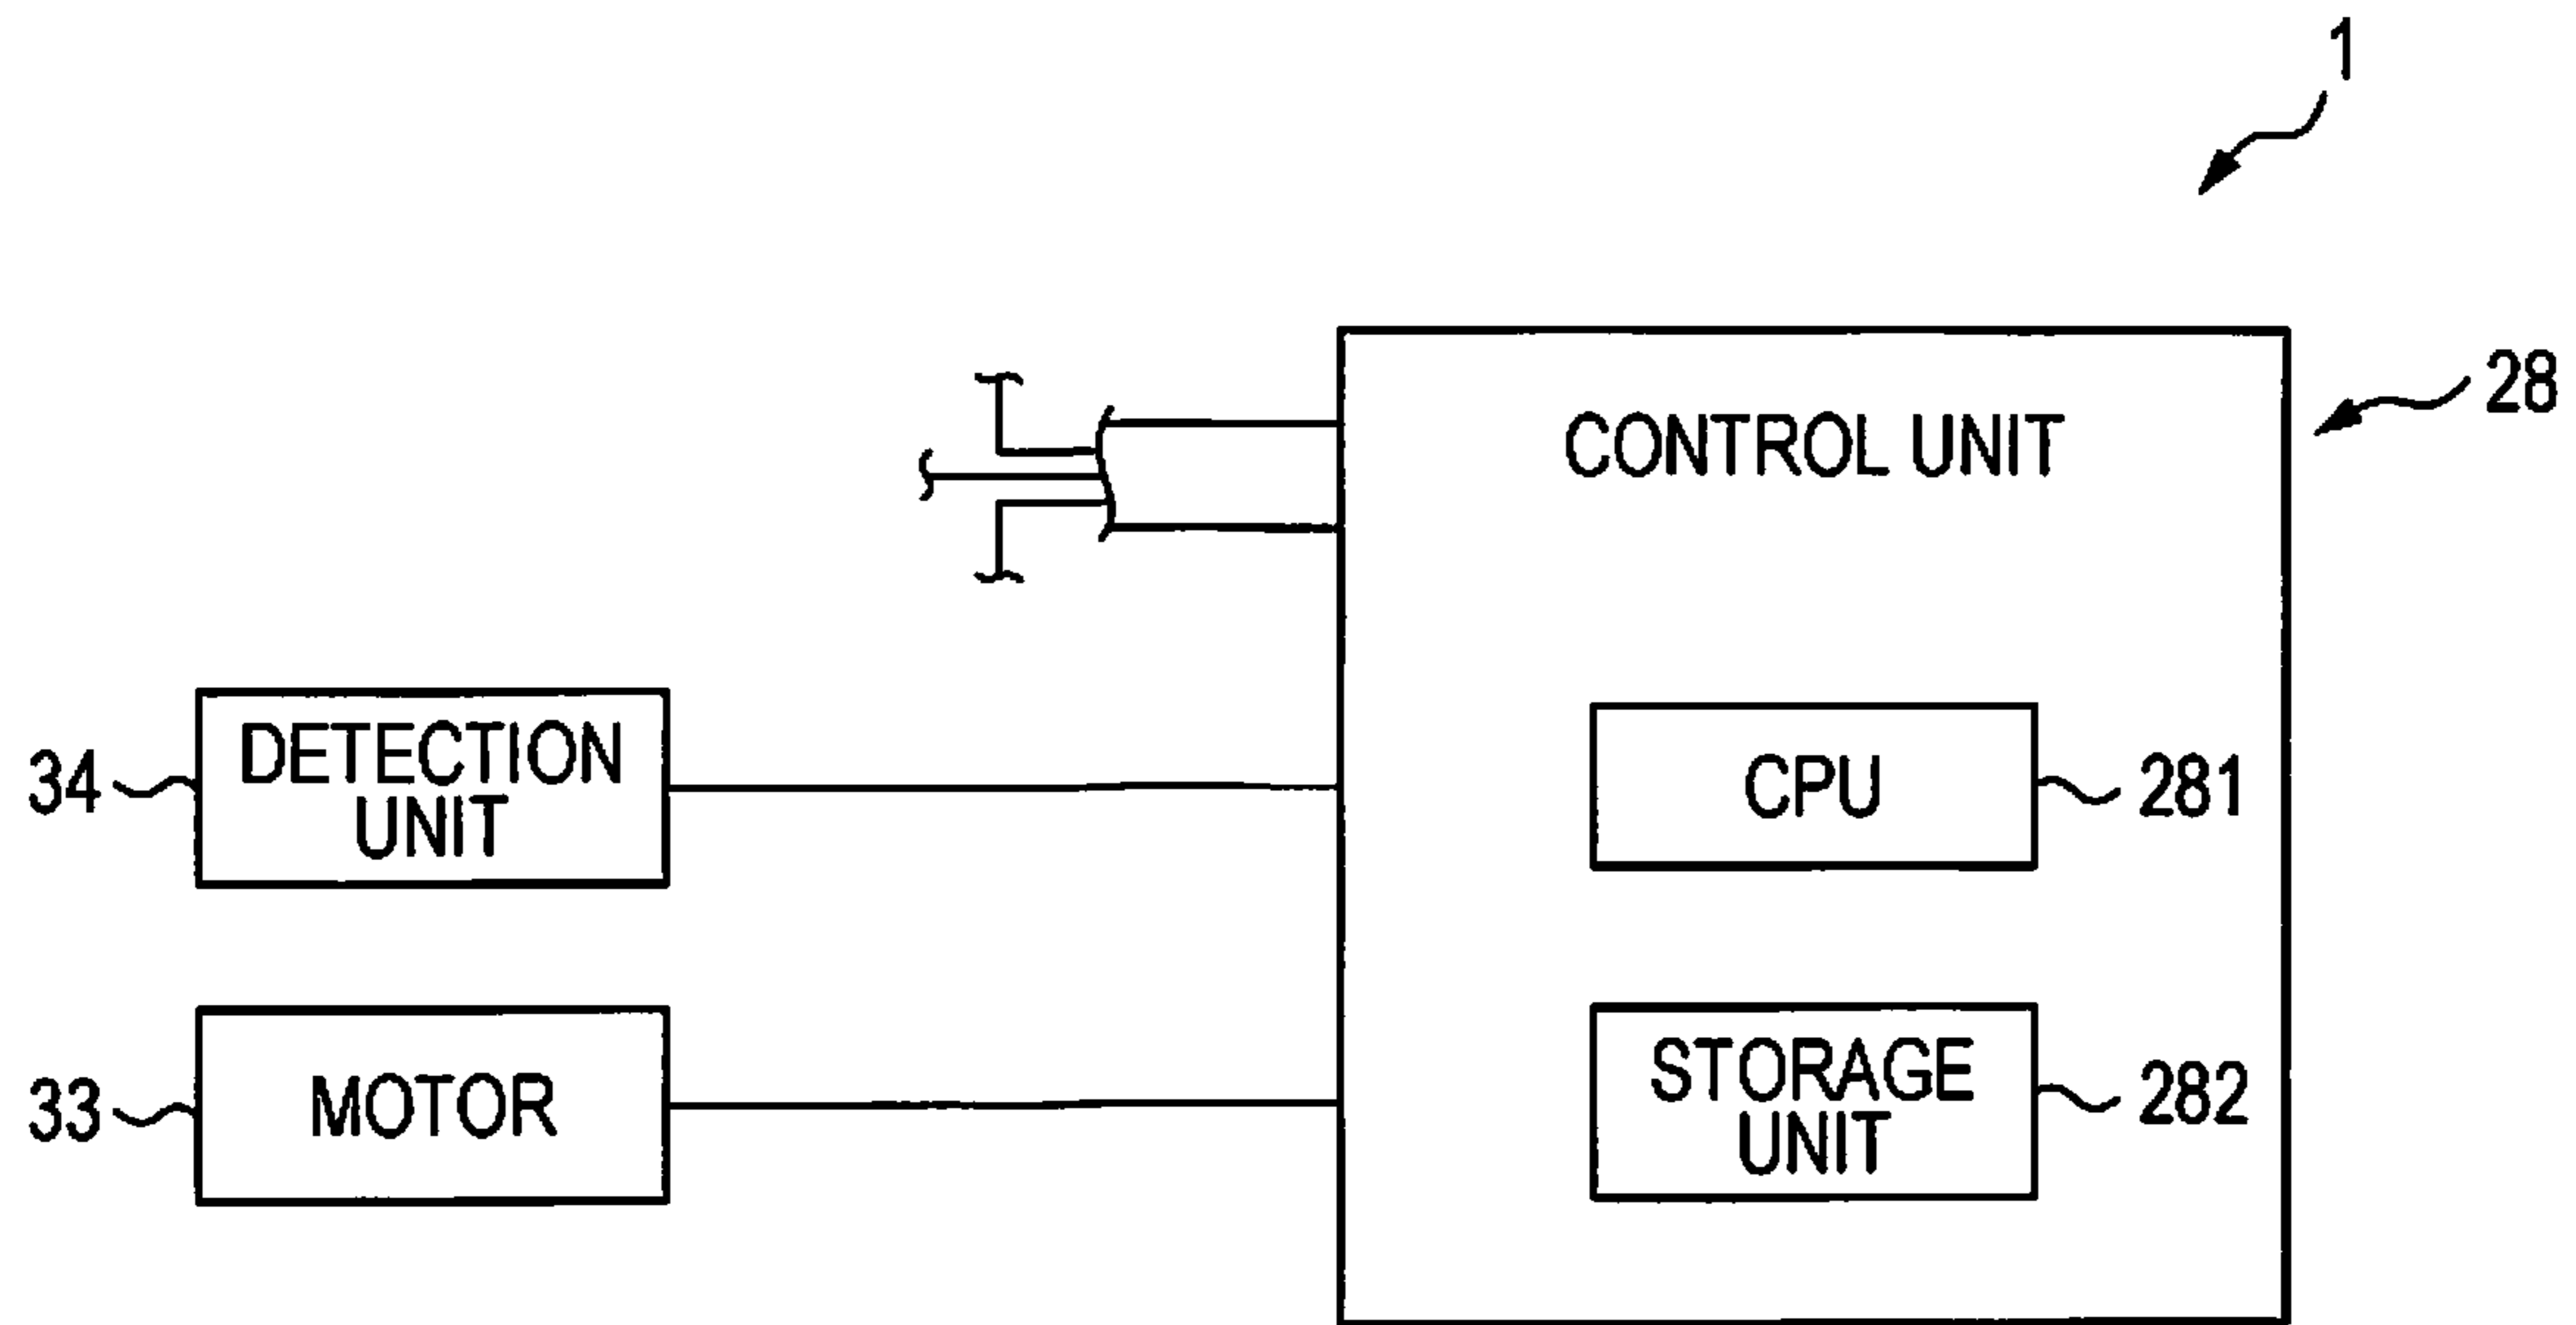 1
28
CONTROL UNIT
34
DETECTION
UNIT
CPU
281
33
MOTOR
STORAGE
UNIT
282